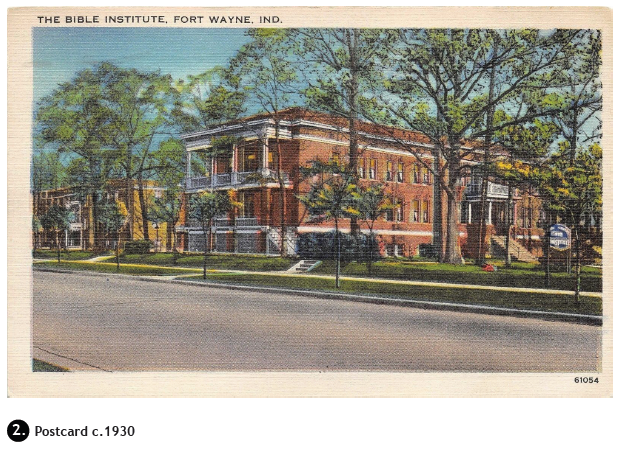 THE BIBLE INSTITUTE, FORT WAYNE, IND.
61054
2. Postcard c.1930